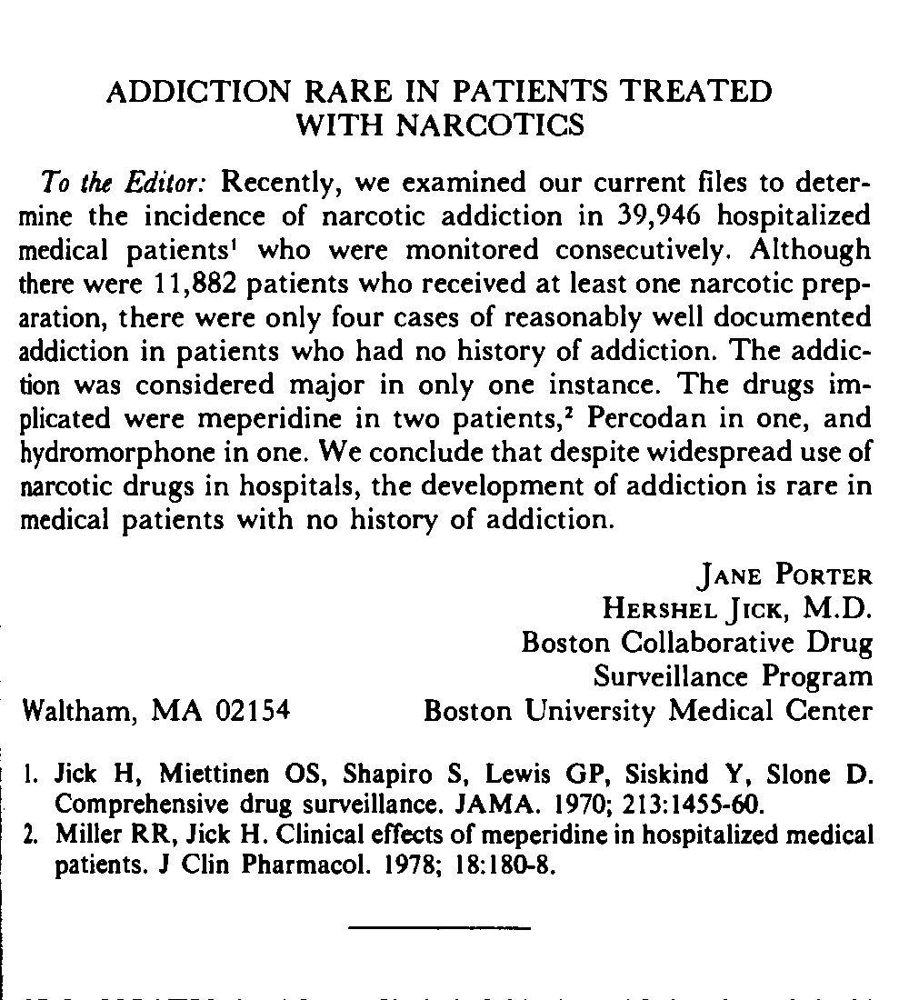 ADDICTION RARE IN PATIENTS TREATED
WITH NARCOTICS
To the Editor: Recently, we examined our current files to deter-
mine the incidence of narcotic addiction in 39,946 hospitalized
medical patients¹ who were monitored consecutively. Although
there were 11,882 patients who received at least one narcotic prep-
aration, there were only four cases of reasonably well documented
addiction in patients who had no history of addiction. The addic-
tion was considered major in only one instance. The drugs im-
plicated were meperidine in two patients,² Percodan in one, and
hydromorphone in one. We conclude that despite widespread use of
narcotic drugs in hospitals, the development of addiction is rare in
medical patients with no history of addiction.
JANE PORTER
HERSHEL JICK, M.D.
Boston Collaborative Drug
Surveillance Program
Waltham, MA 02154 Boston University Medical Center
1. Jick H, Miettinen OS, Shapiro S, Lewis GP, Siskind Y, Slone D.
Comprehensive drug surveillance. JAMA. 1970; 213:1455-60.
2. Miller RR, Jick H. Clinical effects of meperidine in hospitalized medical
patients. J Clin Pharmacol. 1978; 18:180-8.